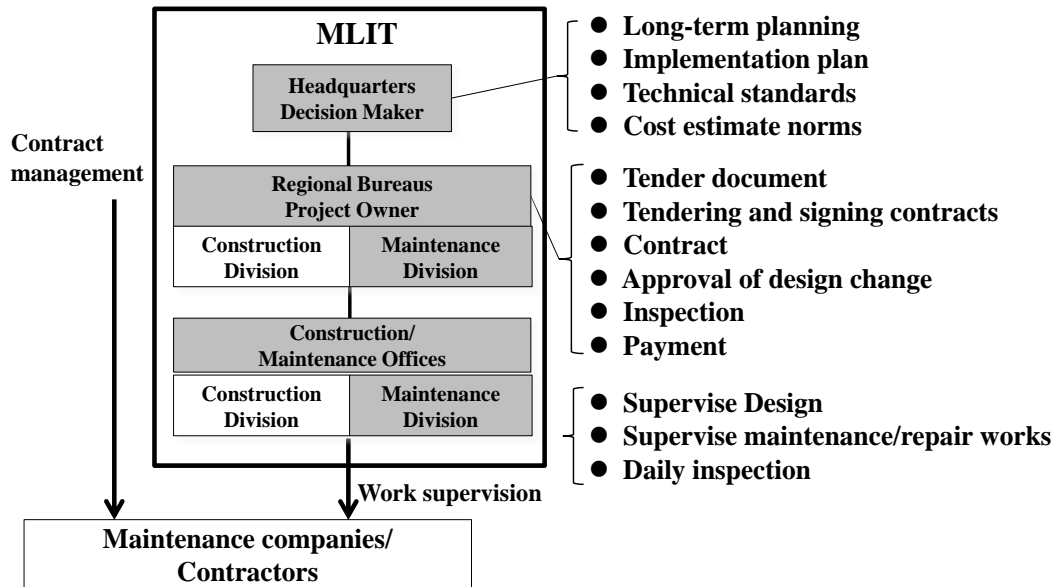 MLIT
Headquarters
Decision Maker
Contract
management
Regional Bureaus
Project Owner
Construction
Division
Maintenance
Division
Construction/
Maintenance Offices
Construction
Division
Maintenance
Division
Work supervision
Maintenance companies/
Contractors
● Long-term planning
● Implementation plan
● Technical standards
● Cost estimate norms
● Tender document
● Tendering and signing contracts
● Contract
● Approval of design change
● Inspection
● Payment
● Supervise Design
● Supervise maintenance/repair works
● Daily inspection